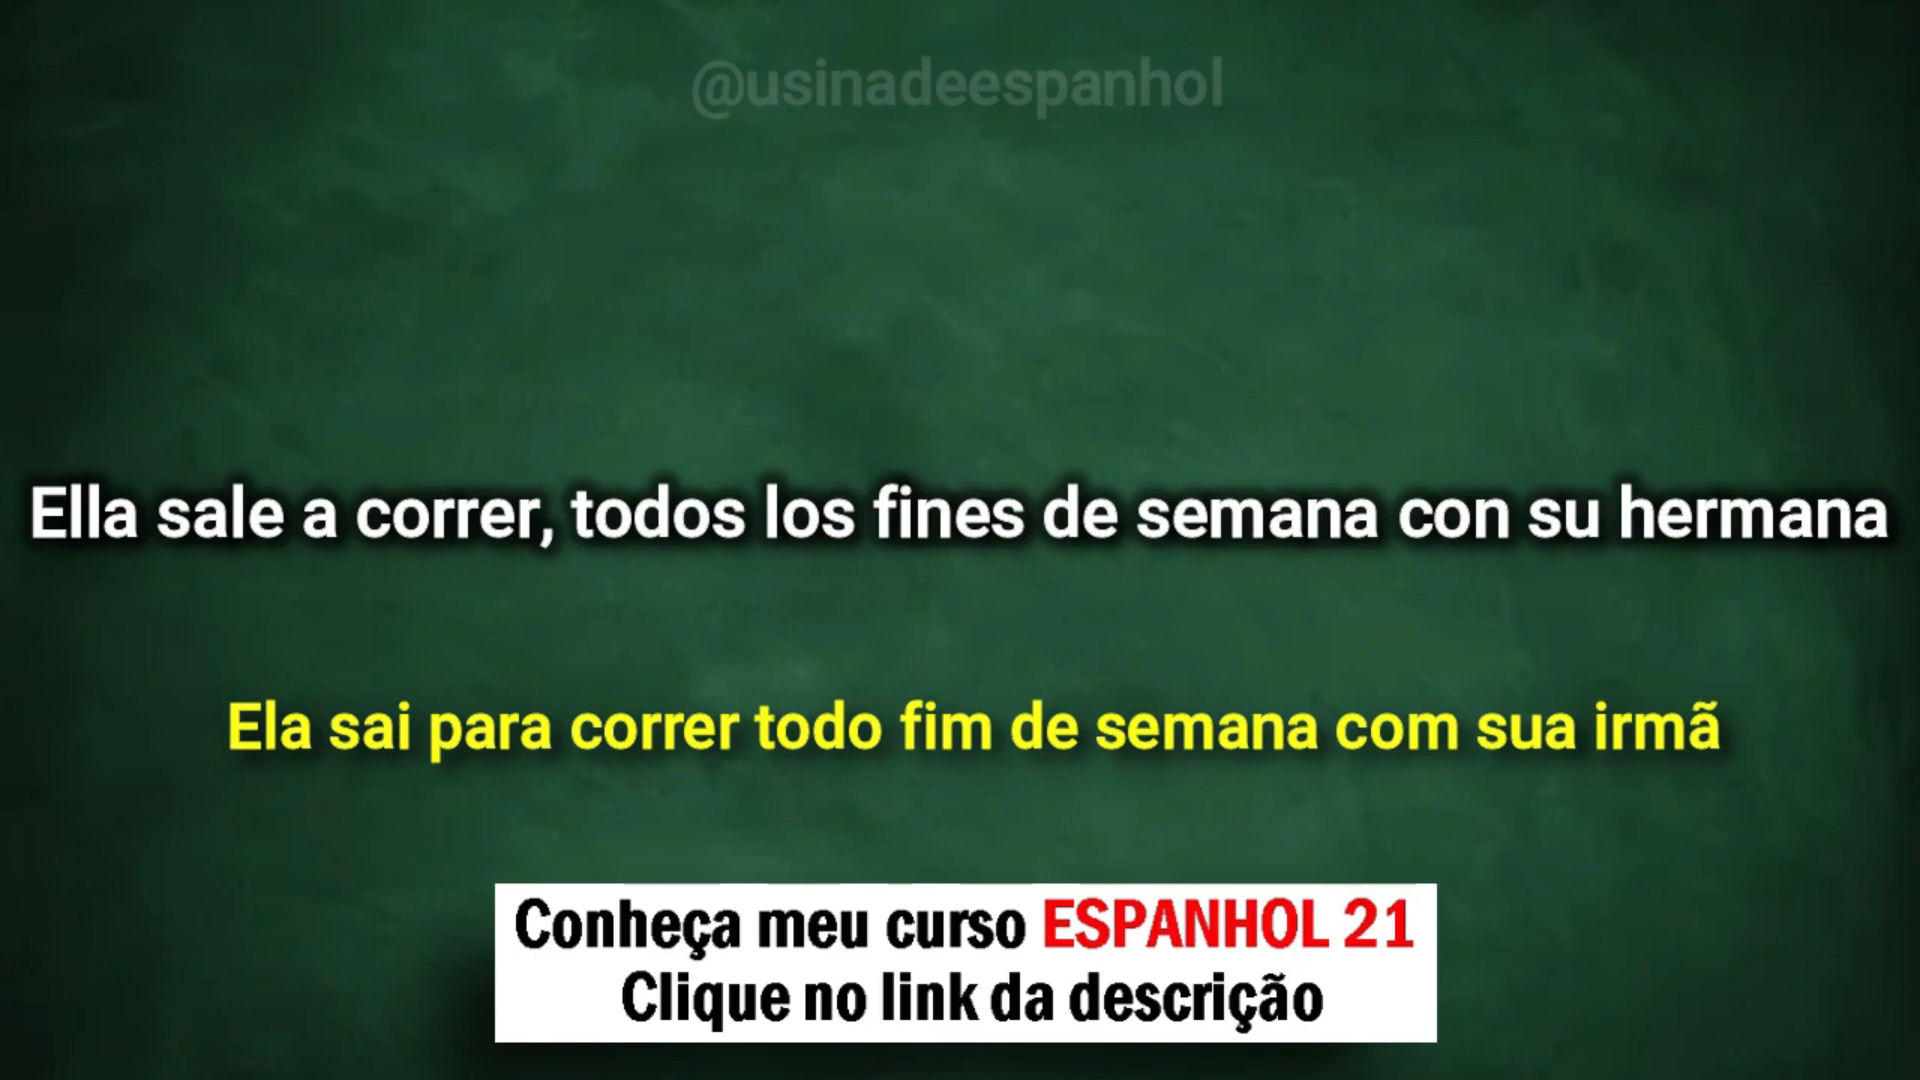 @usinadeespanhol
Ella sale a correr, todos los fines de semana con su hermana
Ela sai para correr todo fim de semana com sua irmã
Conheça meu curso ESPANHOL 21
Clique no link da descrição